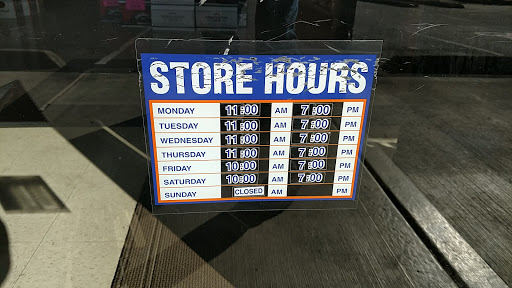 STORE HOURS
MONDAY 11:00 AM 7:00 PM
TUESDAY 11:00 AM 7:00 PM
WEDNESDAY 11:00 AM 7:00 PM
THURSDAY 11:00 AM 7:00 PM
FRIDAY 10:00 AM 7:00 PM
SATURDAY 10:00 AM 7:00 PM
SUNDAY CLOSED AM PM